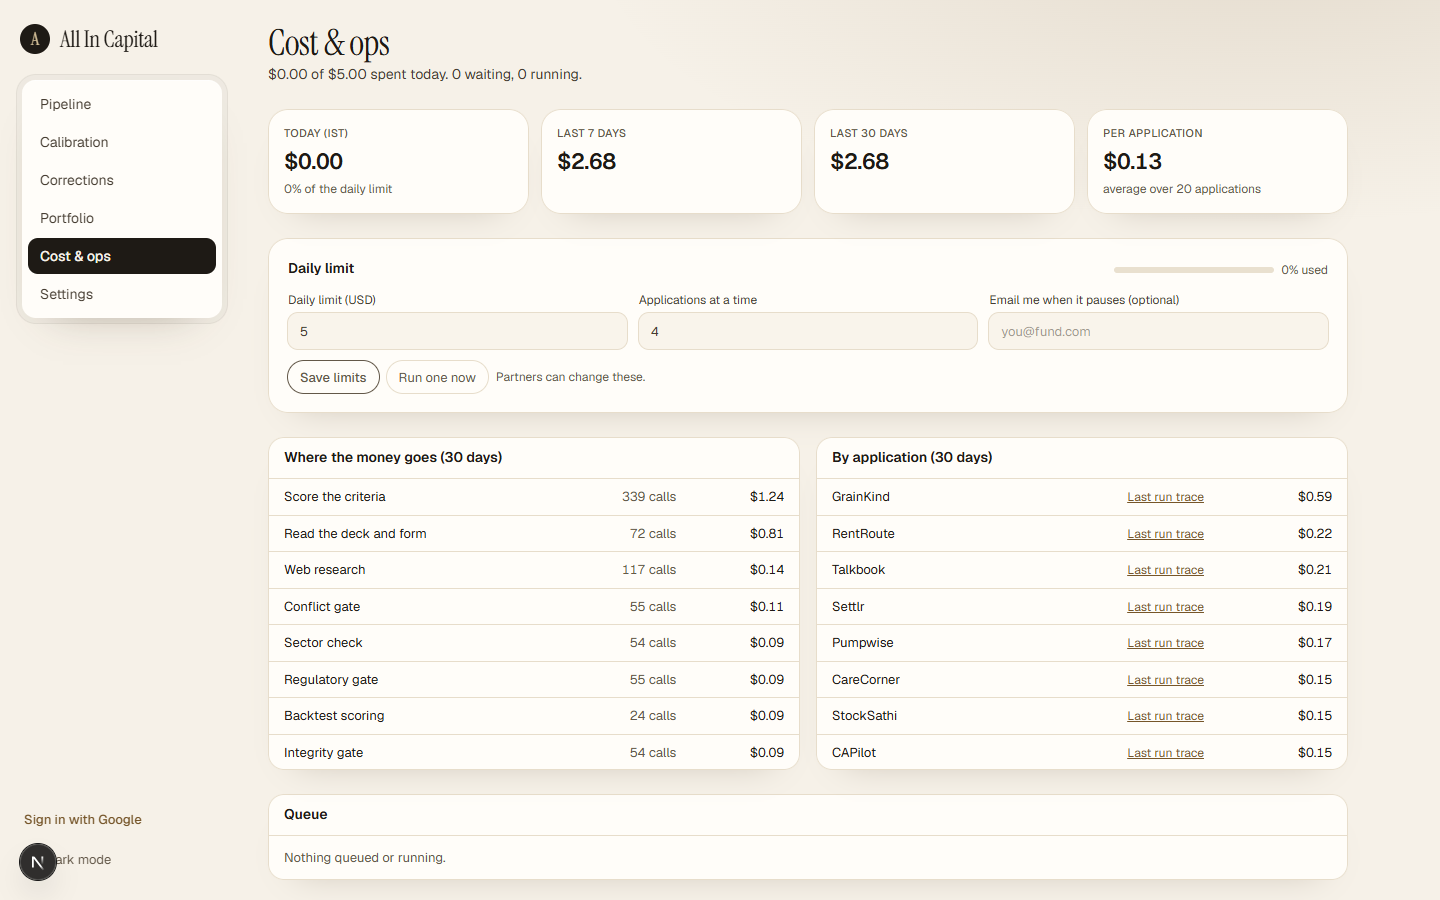 A All In Capital
Pipeline
Calibration
Corrections
Portfolio
Cost & ops
Settings
Sign in with Google
N ark mode
Cost & ops
$0.00 of $5.00 spent today. 0 waiting, 0 running.
TODAY (IST)
$0.00
0% of the daily limit
LAST 7 DAYS
$2.68
LAST 30 DAYS
$2.68
PER APPLICATION
$0.13
average over 20 applications
Daily limit
0% used
Daily limit (USD)
5
Applications at a time
4
Email me when it pauses (optional)
you@fund.com
Save limits
Run one now
Partners can change these.
Where the money goes (30 days)
Score the criteria 339 calls $1.24
Read the deck and form 72 calls $0.81
Web research 117 calls $0.14
Conflict gate 55 calls $0.11
Sector check 54 calls $0.09
Regulatory gate 55 calls $0.09
Backtest scoring 24 calls $0.09
Integrity gate 54 calls $0.09
By application (30 days)
GrainKind Last run trace $0.59
RentRoute Last run trace $0.22
Talkbook Last run trace $0.21
Settlr Last run trace $0.19
Pumpwise Last run trace $0.17
CareCorner Last run trace $0.15
StockSathi Last run trace $0.15
CAPilot Last run trace $0.15
Queue
Nothing queued or running.